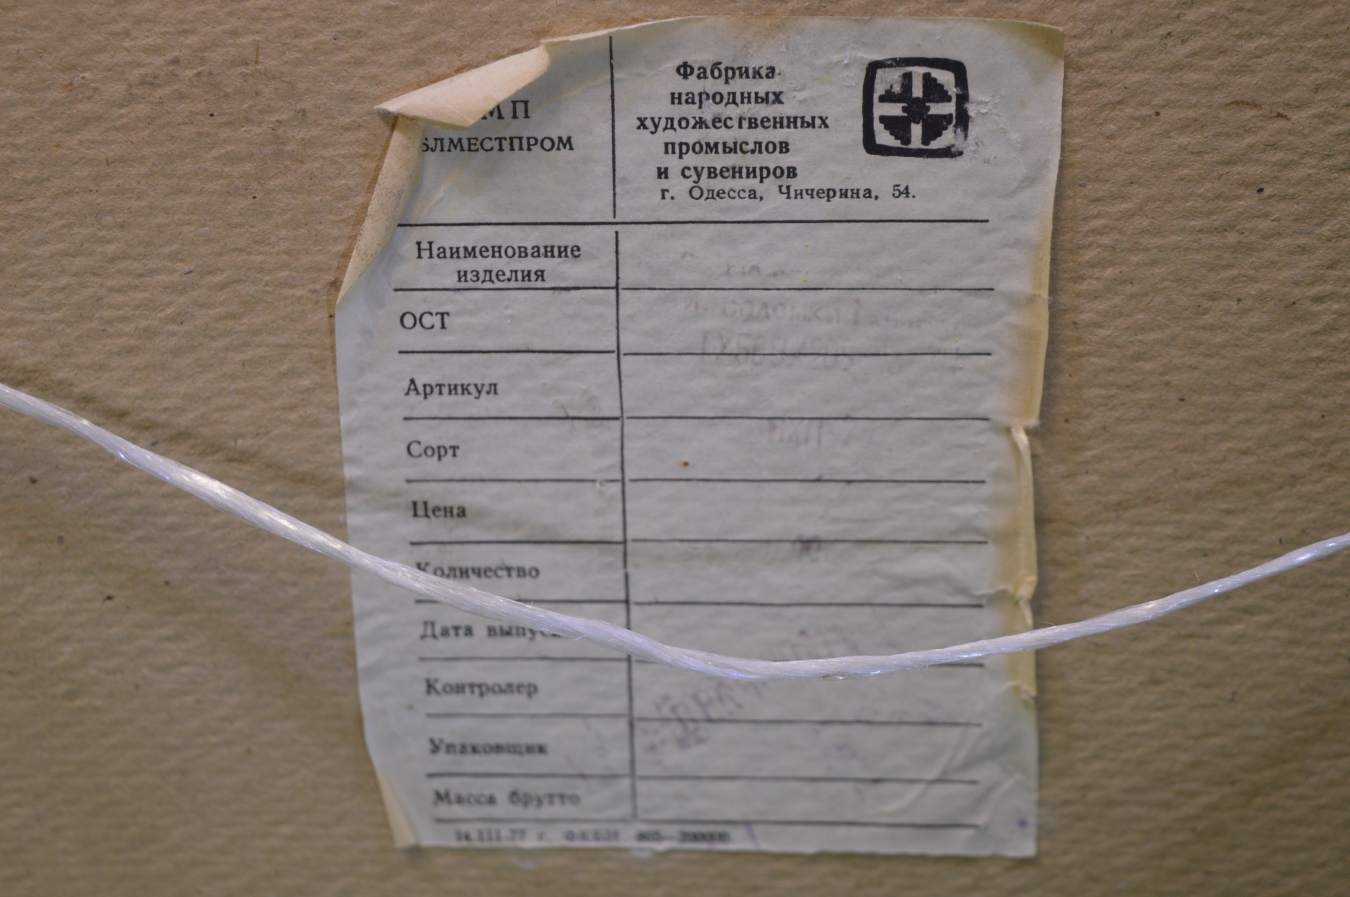 МП
БЛМЕСТПРОМ
Фабрика
народных
художественных
промыслов
и сувениров
г. Одесса, Чичерина, 54.
Наименование
изделия
ОСТ
Артикул
Сорт
Цена
Количество
Дата выпуска
Контролер
Упаковщик
Масса брутто